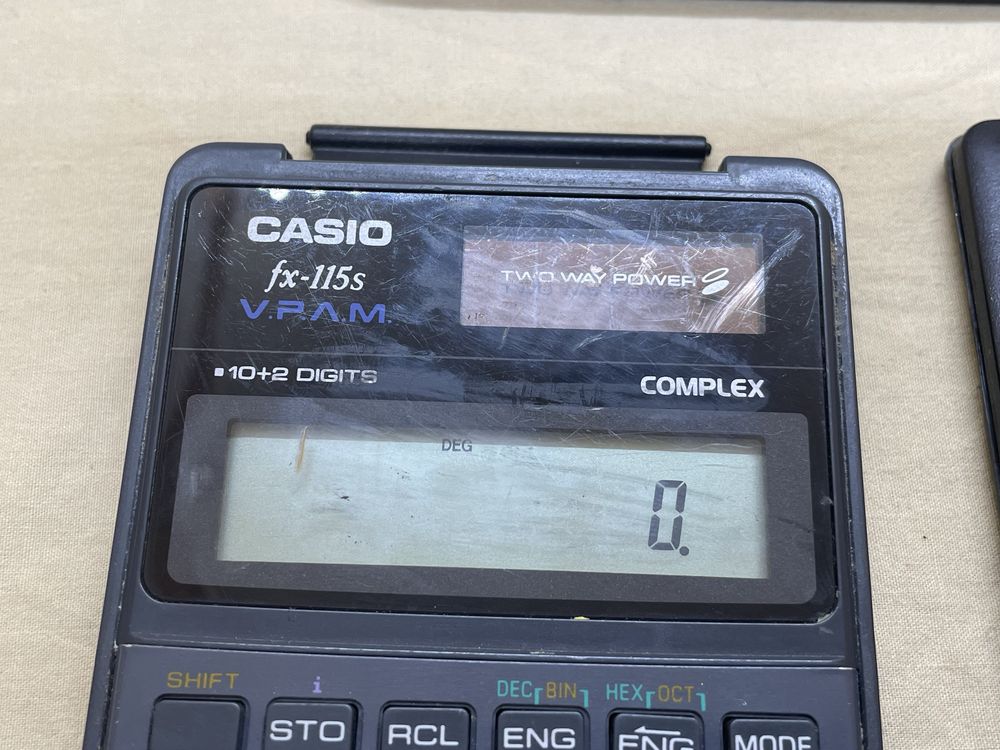 CASIO
fx-115s
V.P.A.M.
TWO WAY POWER
10+2 DIGITS
COMPLEX
DEG
0.
SHIFT
i
DEC BIN
HEX OCT
STO
RCL
ENG
ENG
MODE